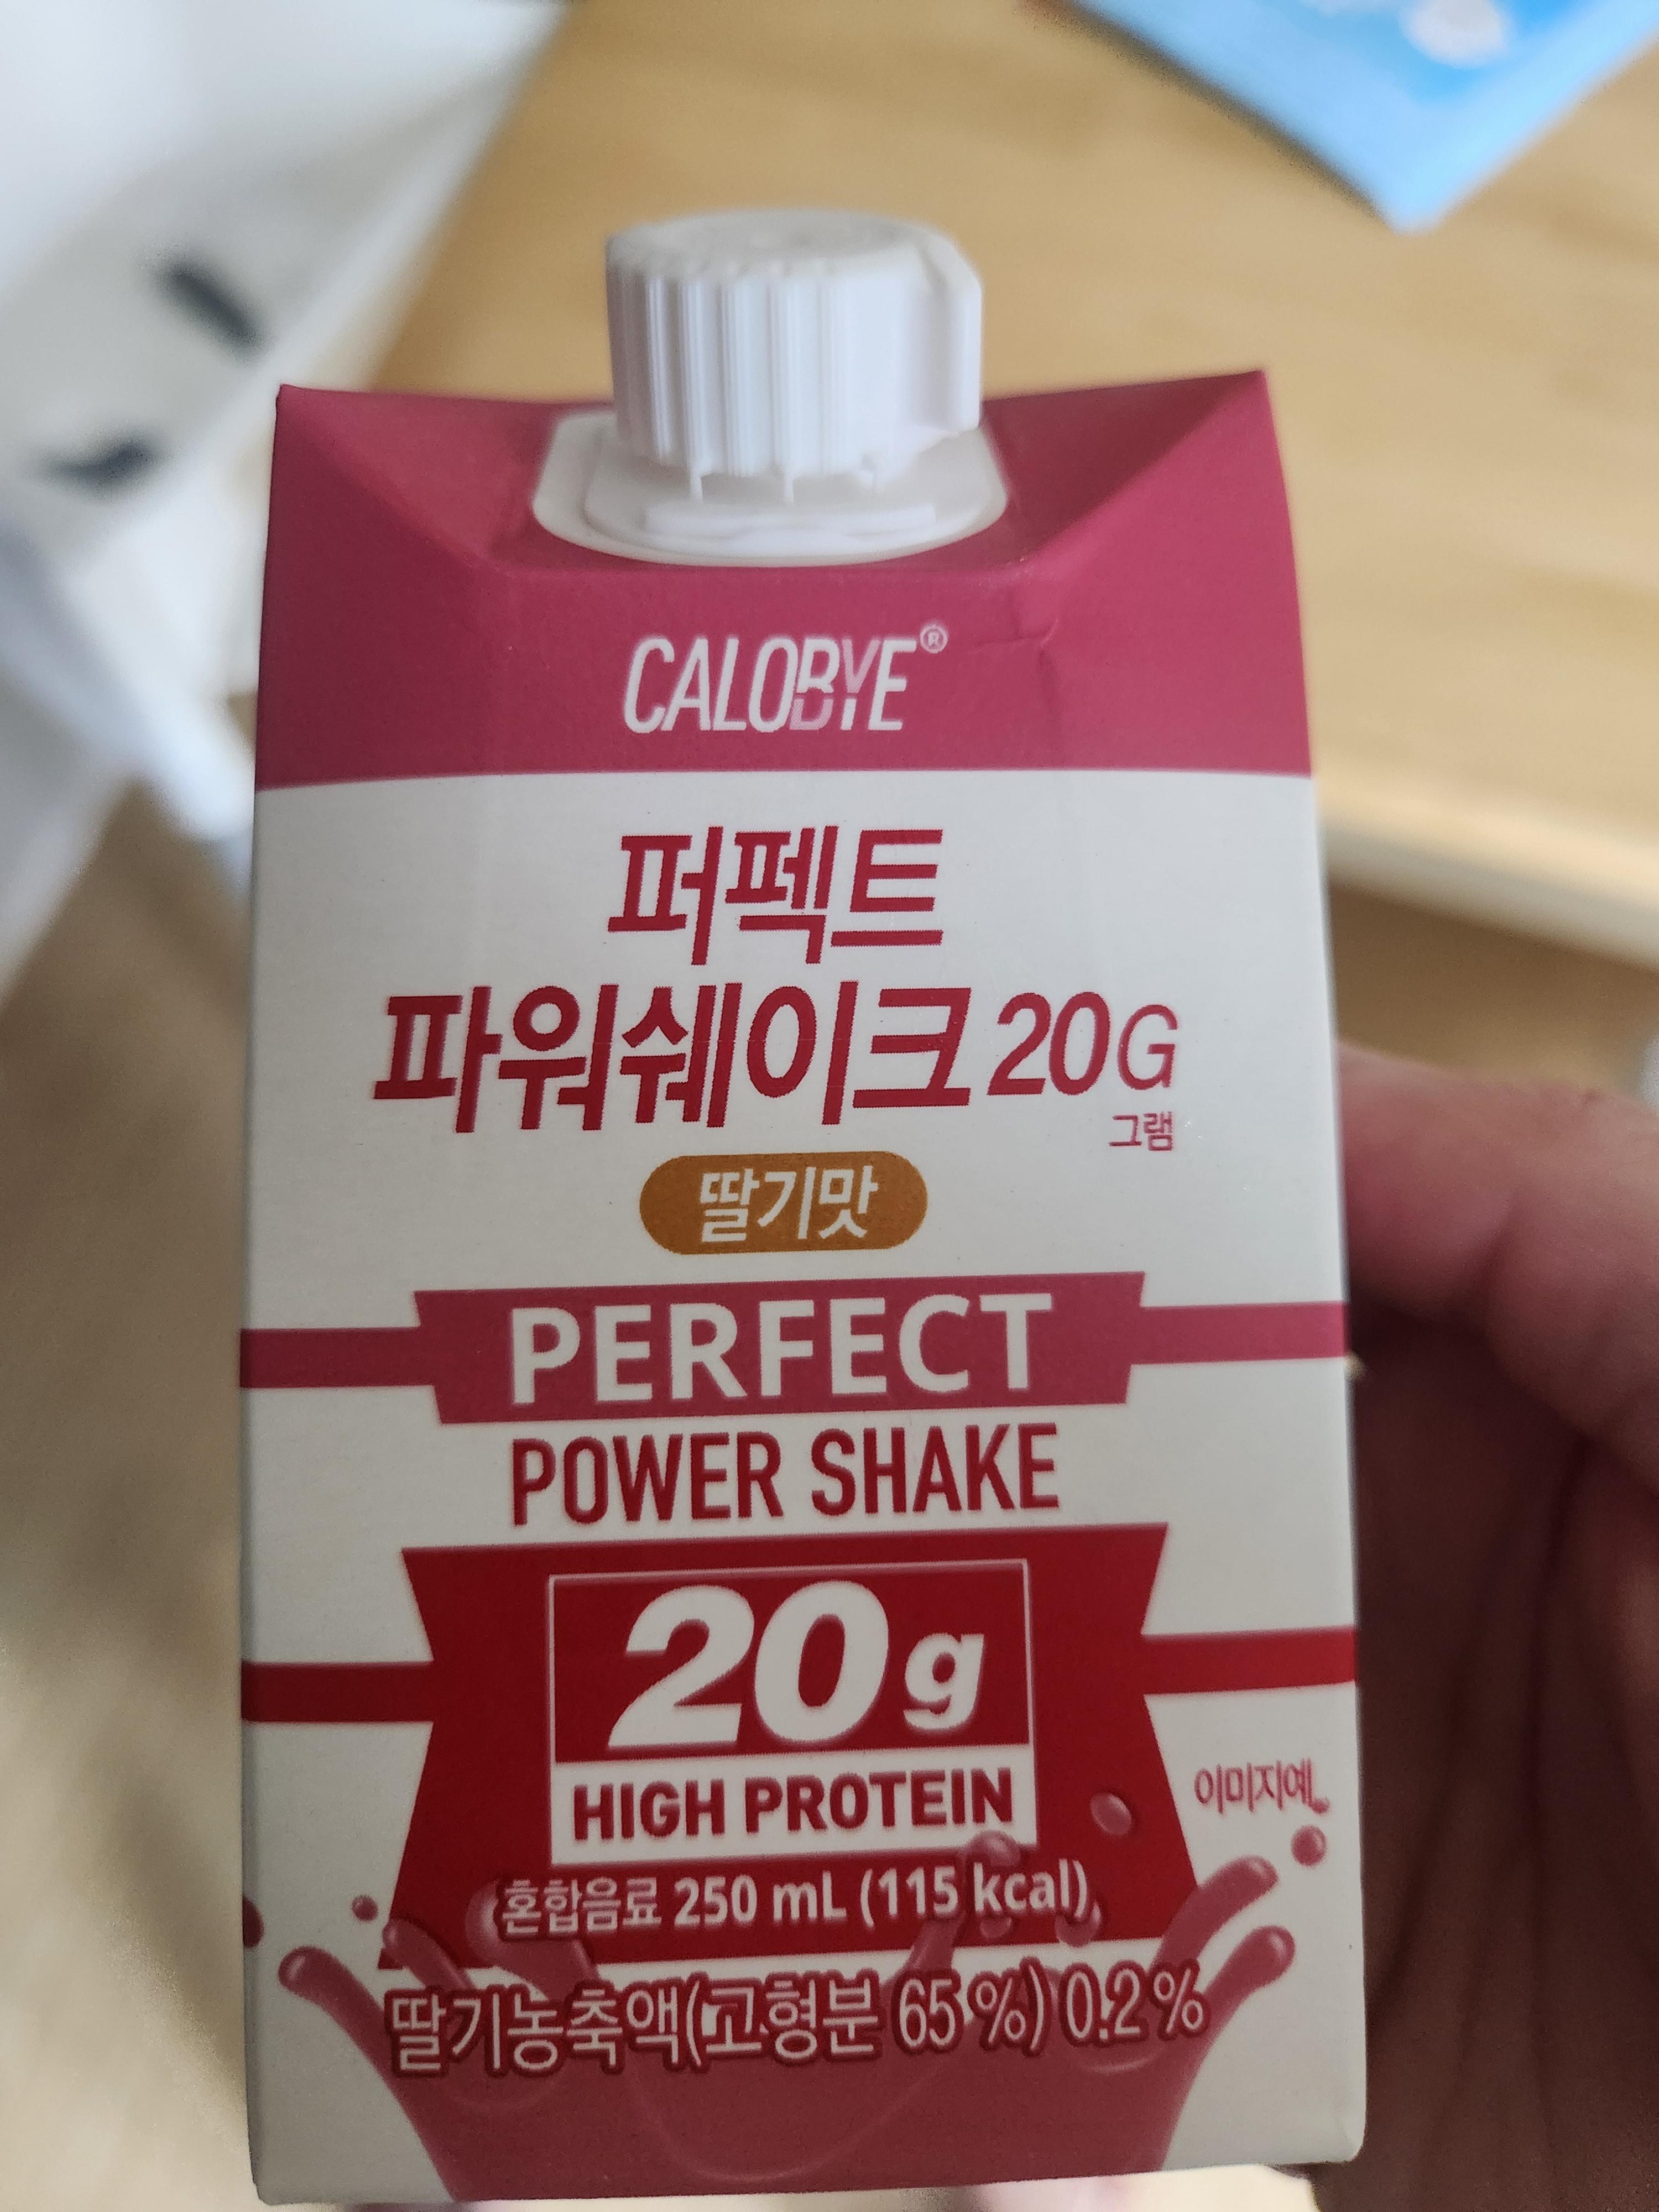 CALOBYE®
퍼펙트
파워쉐이크 20G
그램
딸기맛
PERFECT
POWER SHAKE
20g
HIGH PROTEIN
이미지예
혼합음료 250 mL (115 kcal)
딸기농축액(고형분 65%) 0.2%